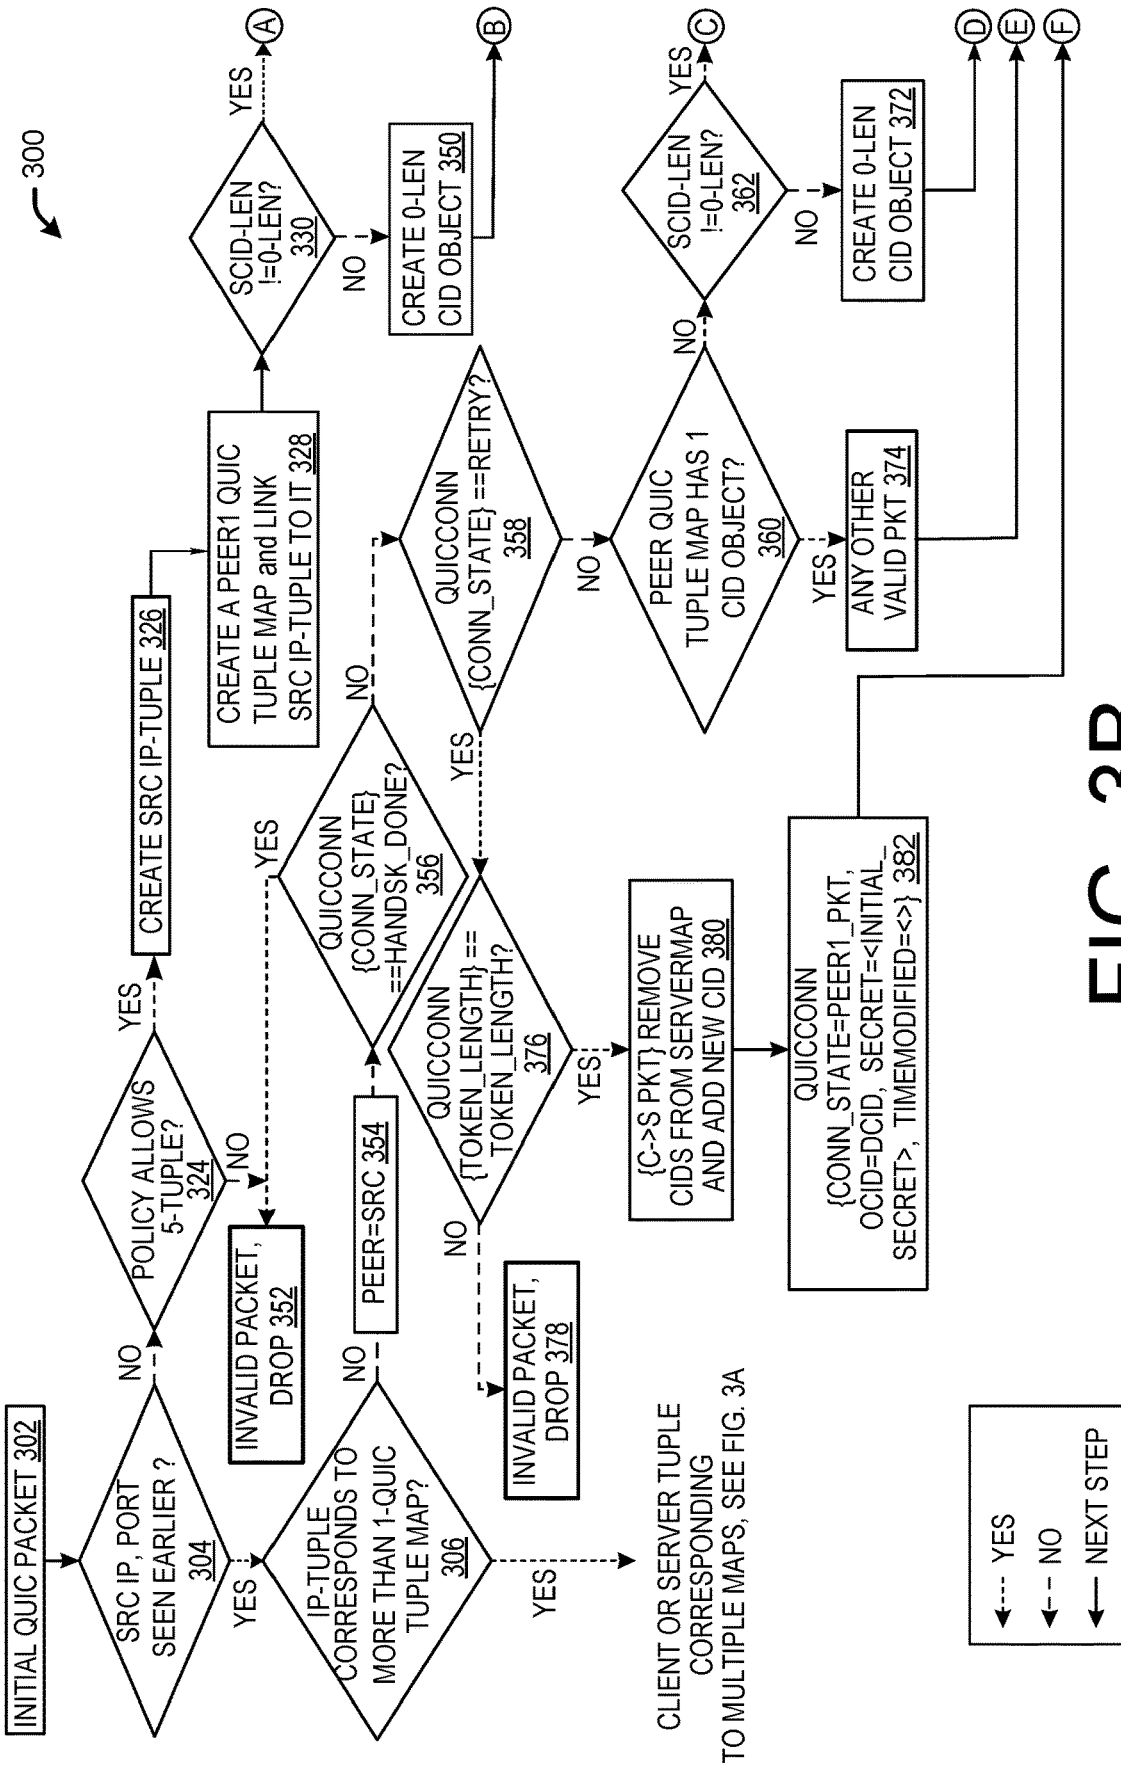 300
INITIAL QUIC PACKET 302
SRC IP, PORT
SEEN EARLIER ?
304
NO
YES
POLICY ALLOWS
5-TUPLE?
324
YES
NO
CREATE SRC IP-TUPLE 326
CREATE A PEER1 QUIC
TUPLE MAP and LINK
SRC IP-TUPLE TO IT 328
SCID-LEN
!=0-LEN?
330
YES
A
NO
CREATE 0-LEN
CID OBJECT 350
B
INVALID PACKET,
DROP 352
IP-TUPLE
CORRESPONDS TO
MORE THAN 1-QUIC
TUPLE MAP?
306
NO
YES
CLIENT OR SERVER TUPLE
CORRESPONDING
TO MULTIPLE MAPS, SEE FIG. 3A
PEER=SRC 354
QUICCONN
{CONN_STATE}
==HANDSK_DONE?
356
YES
NO
QUICCONN
{CONN_STATE} ==RETRY?
358
YES
NO
QUICCONN
{TOKEN_LENGTH} ==
TOKEN_LENGTH?
376
NO
YES
INVALID PACKET,
DROP 378
{C->S PKT} REMOVE
CIDS FROM SERVERMAP
AND ADD NEW CID 380
QUICCONN
{CONN_STATE=PEER1_PKT,
OCID=DCID, SECRET=<INITIAL_
SECRET>, TIMEMODIFIED=<>} 382
F
PEER QUIC
TUPLE MAP HAS 1
CID OBJECT?
360
NO
YES
ANY OTHER
VALID PKT 374
E
SCID-LEN
!=0-LEN?
362
YES
C
NO
CREATE 0-LEN
CID OBJECT 372
D
YES
NO
NEXT STEP